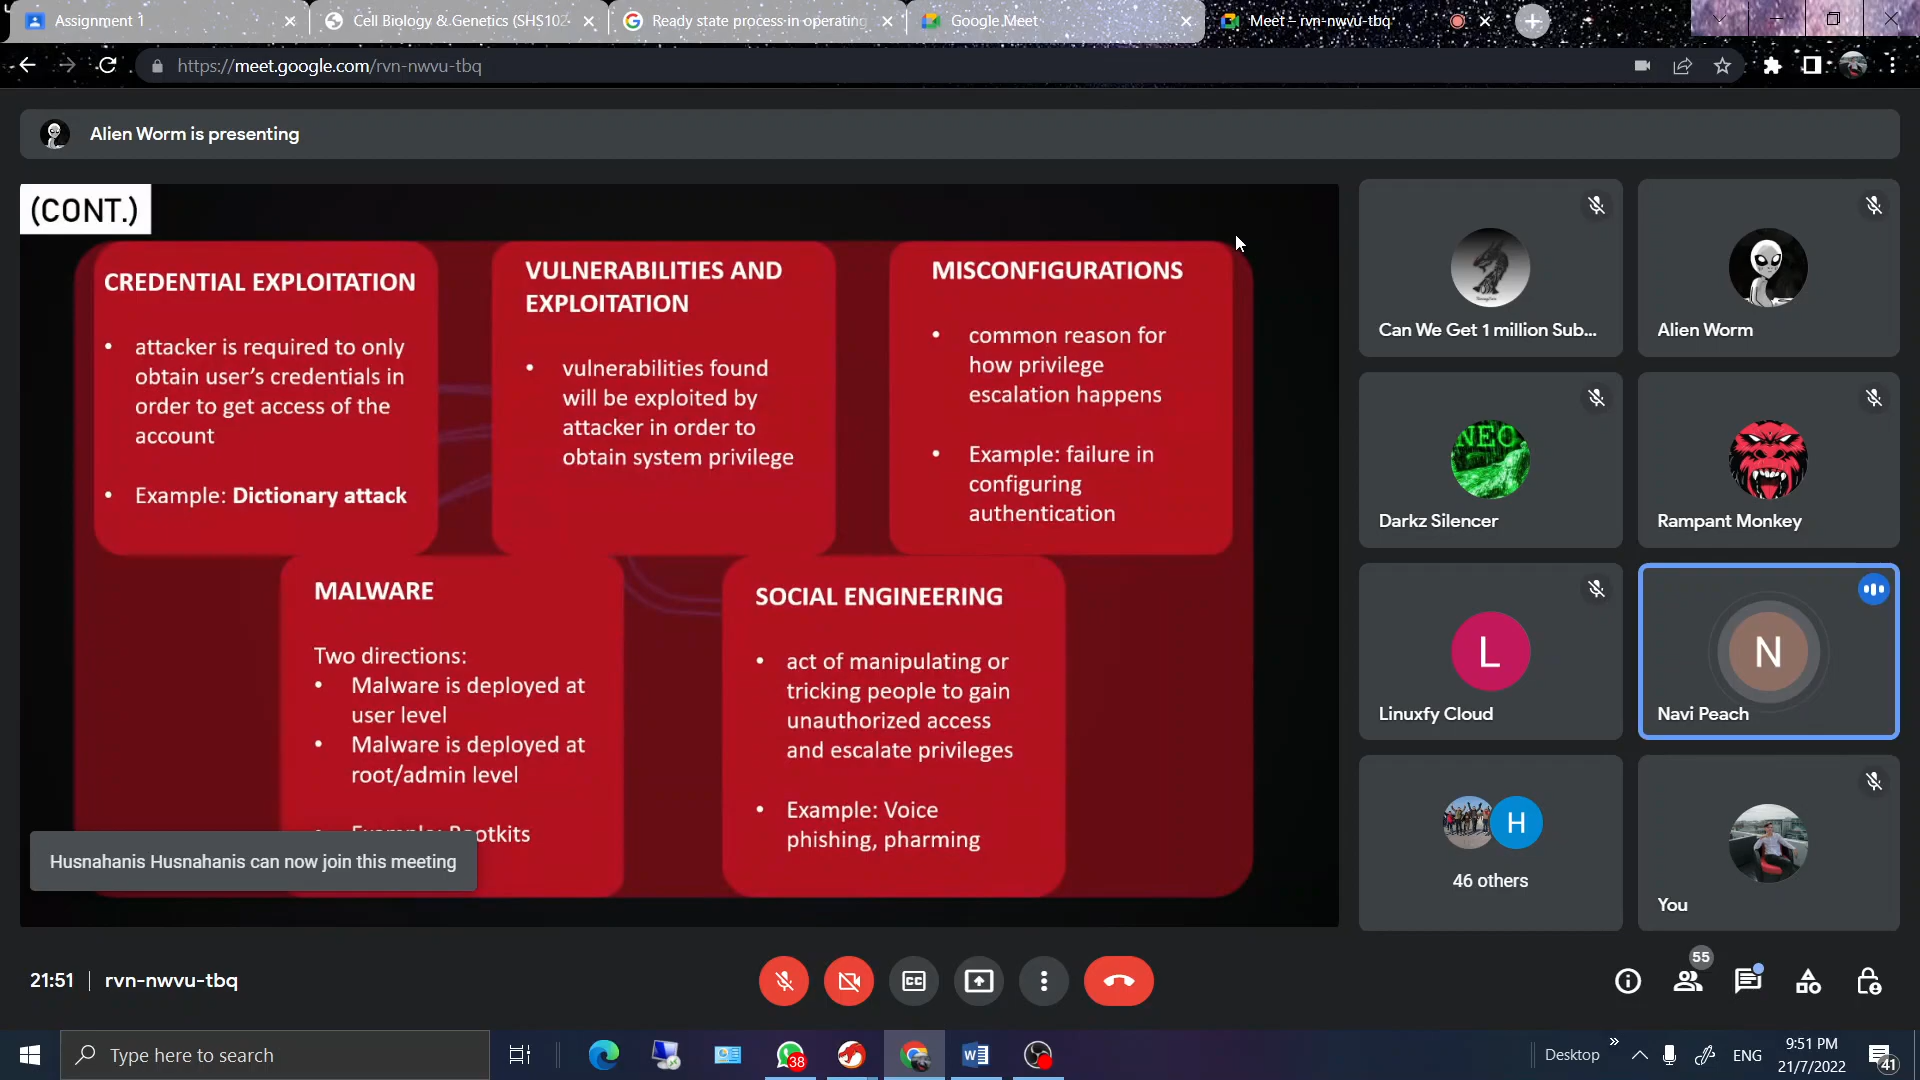 Assignment 1
Cell Biology & Genetics (SHS102
Ready state process in operating
Google Meet
Meet – rvn-nwvu-tbq
https://meet.google.com/rvn-nwvu-tbq
Alien Worm is presenting
(CONT.)
CREDENTIAL EXPLOITATION
• attacker is required to only
obtain user’s credentials in
order to get access of the
account
• Example: Dictionary attack
VULNERABILITIES AND
EXPLOITATION
• vulnerabilities found
will be exploited by
attacker in order to
obtain system privilege
MISCONFIGURATIONS
• common reason for
how privilege
escalation happens
• Example: failure in
configuring
authentication
MALWARE
Two directions:
• Malware is deployed at
user level
• Malware is deployed at
root/admin level
SOCIAL ENGINEERING
• act of manipulating or
tricking people to gain
unauthorized access
and escalate privileges
• Example: Voice
phishing, pharming
Husnahanis Husnahanis can now join this meeting
Can We Get 1 million Sub...
Alien Worm
NEO
Darkz Silencer
Rampant Monkey
L
Linuxfy Cloud
N
Navi Peach
H
46 others
You
21:51
rvn-nwvu-tbq
CC
55
Type here to search
38
Desktop
ENG
9:51 PM
21/7/2022
41